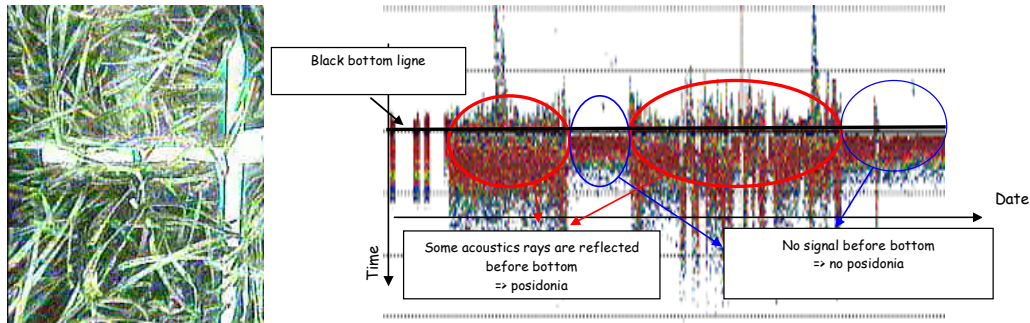 Black bottom ligne
Date
Time
Some acoustics rays are reflected
before bottom
=> posidonia
No signal before bottom
=> no posidonia